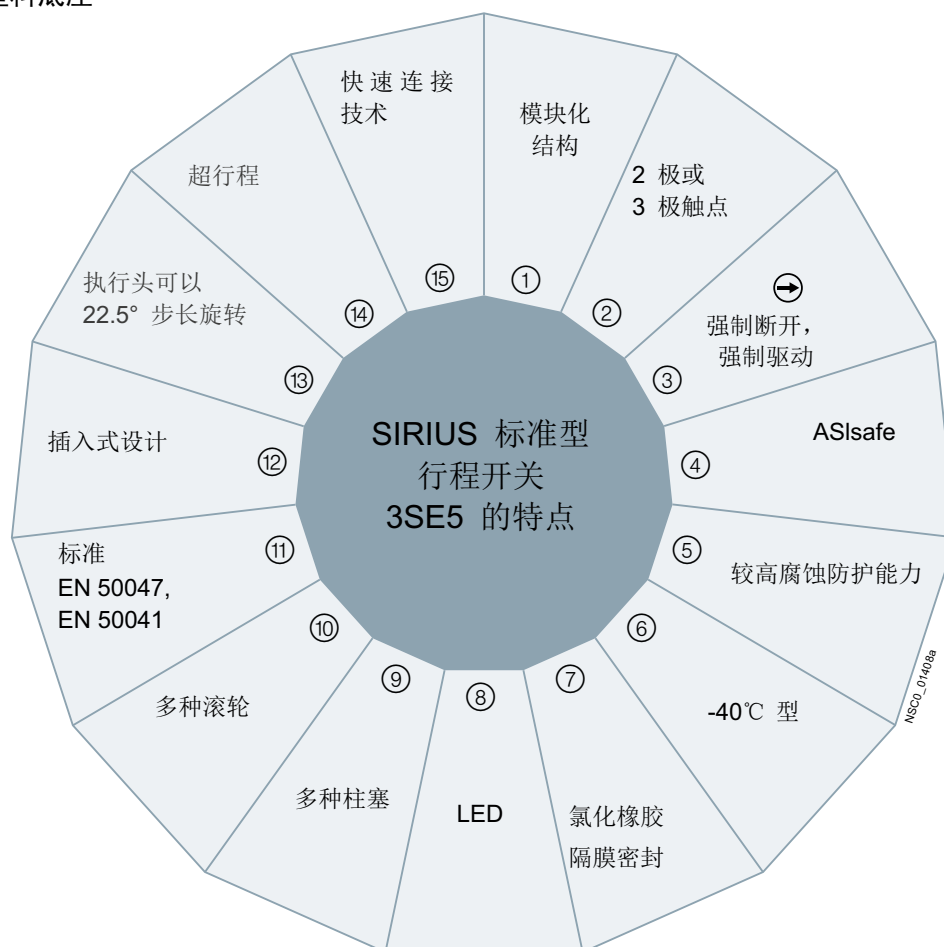 快速连接
技术
模块化
结构
2 极或
3 极触点
强制断开，
强制驱动
ASIsafe
较高腐蚀防护能力
-40℃ 型
氯化橡胶
隔膜密封
LED
多种柱塞
多种滚轮
标准
EN 50047,
EN 50041
插入式设计
执行头可以
22.5° 步长旋转
超行程
⑮
①
②
③
④
⑤
⑥
⑦
⑧
⑨
⑩
⑪
⑫
⑬
⑭
SIRIUS 标准型
行程开关
3SE5 的特点
NSC0_01408a